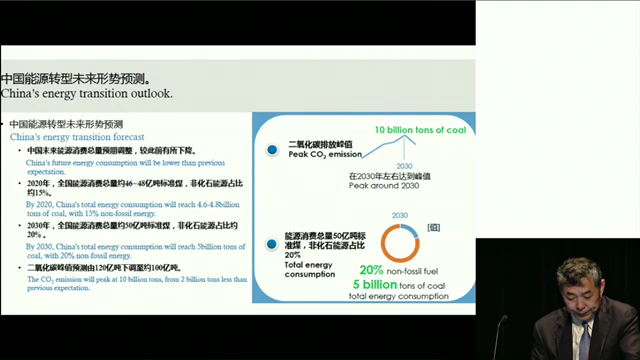 中国能源转型未来形势预测。
China's energy transition outlook.
• 中国能源转型未来形势预测
China's energy transition forecast
• 中国未来能源消费总量预期调整，较此前有所下降。
China's future energy consumption will be lower than previous
expectation.
• 2020年，全国能源消费总量约46-48亿吨标准煤，非化石能源占比
约15%。
By 2020, China's total energy consumption will reach 4.6-4.8billion
tons of coal, with 15% non-fossil energy.
• 2030年，全国能源消费总量约50亿吨标准煤，非化石能源占比约
20%。
By 2030, China's total energy consumption will reach 5billion tons of
coal, with 20% non-fossil energy.
• 二氧化碳峰值预测由120亿吨下调至约100亿吨。
The CO2 emission will peak at 10 billion tons, from 2 billion tons less than
previous expectation.
10 billion tons of coal
二氧化碳排放峰值
Peak CO2 emission
2030
在2030年左右达到峰值
Peak around 2030
2030
[值]
能源消费总量50亿吨标
准煤，非化石能源占比
20%
Total energy
consumption
20% non-fossil fuel
5 billion tons of coal
total energy consumption